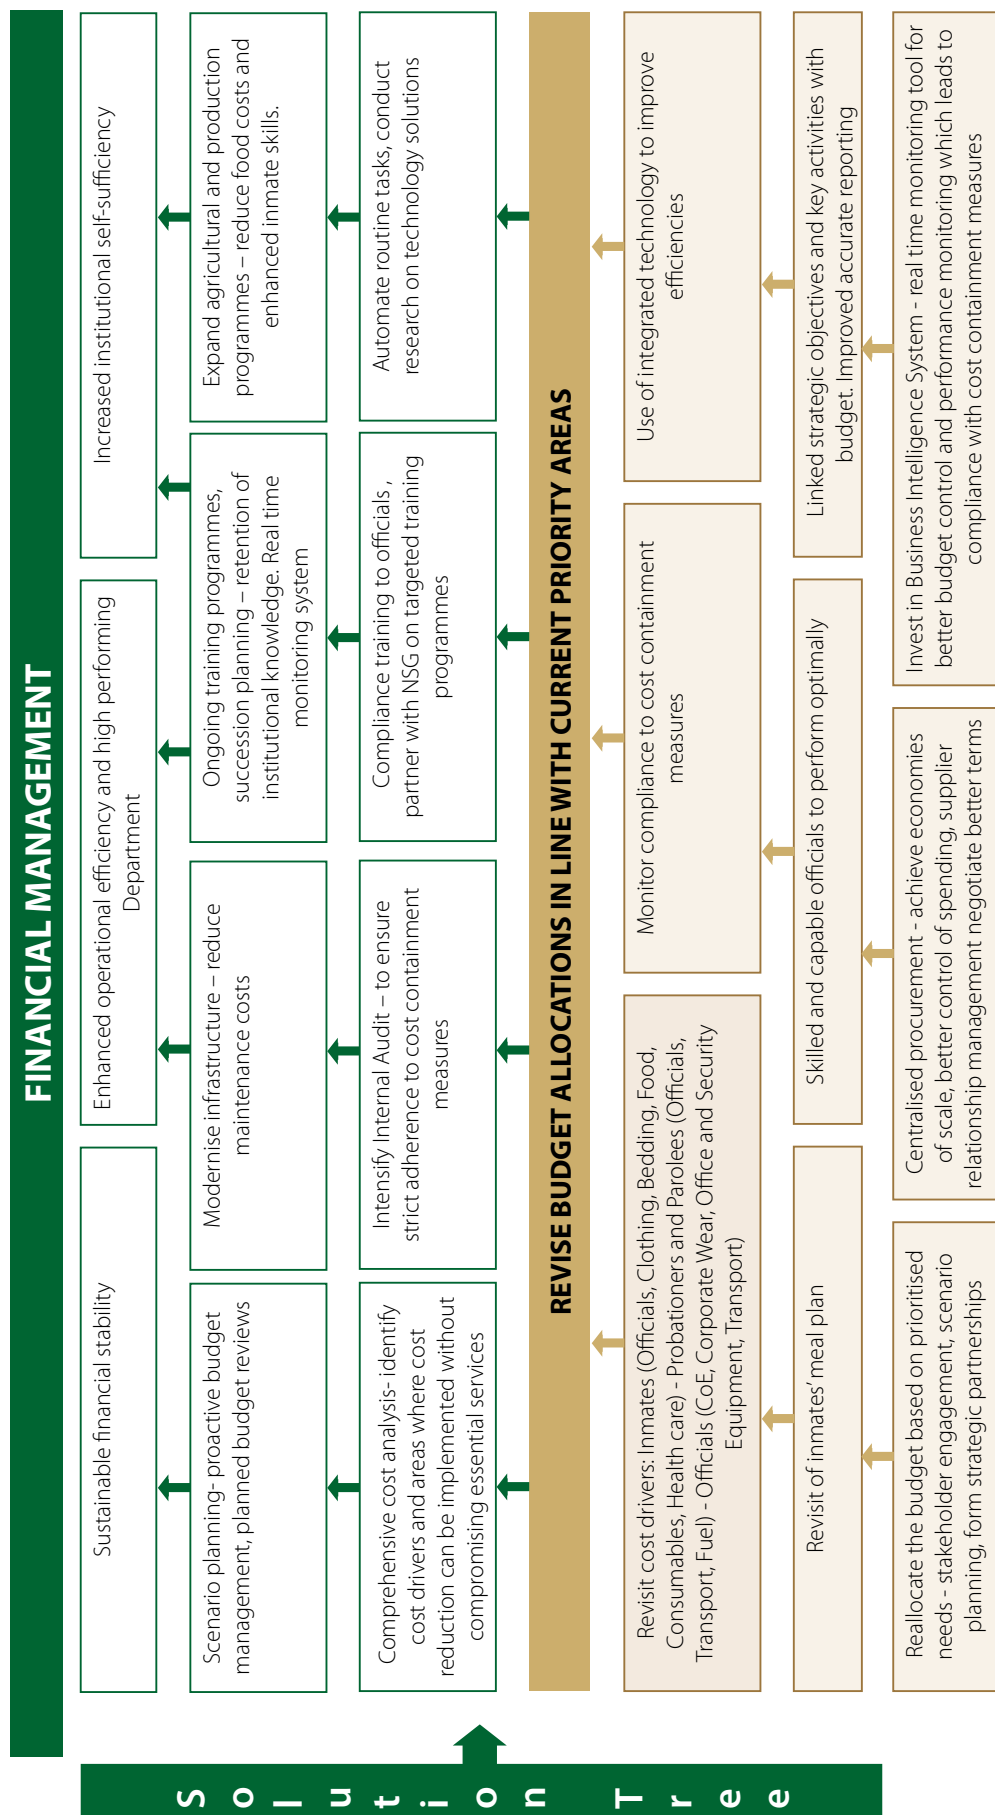 FINANCIAL MANAGEMENT
Solution Tree
Sustainable financial stability
Enhanced operational efficiency and high performing
Department
Increased institutional self-sufficiency
Scenario planning- proactive budget
management, planned budget reviews
Modernise infrastructure – reduce
maintenance costs
Ongoing training programmes,
succession planning – retention of
institutional knowledge. Real time
monitoring system
Expand agricultural and production
programmes – reduce food costs and
enhanced inmate skills.
Comprehensive cost analysis- identify
cost drivers and areas where cost
reduction can be implemented without
compromising essential services
Intensify Internal Audit – to ensure
strict adherence to cost containment
measures
Compliance training to officials ,
partner with NSG on targeted training
programmes
Automate routine tasks, conduct
research on technology solutions
REVISE BUDGET ALLOCATIONS IN LINE WITH CURRENT PRIORITY AREAS
Revisit cost drivers: Inmates (Officials, Clothing, Bedding, Food,
Consumables, Health care) - Probationers and Parolees (Officials,
Transport, Fuel) - Officials (CoE, Corporate Wear, Office and Security
Equipment, Transport)
Monitor compliance to cost containment
measures
Use of integrated technology to improve
efficiencies
Revisit of inmates' meal plan
Skilled and capable officials to perform optimally
Linked strategic objectives and key activities with
budget. Improved accurate reporting
Reallocate the budget based on prioritised
needs - stakeholder engagement, scenario
planning, form strategic partnerships
Centralised procurement - achieve economies
of scale, better control of spending, supplier
relationship management negotiate better terms
Invest in Business Intelligence System - real time monitoring tool for
better budget control and performance monitoring which leads to
compliance with cost containment measures